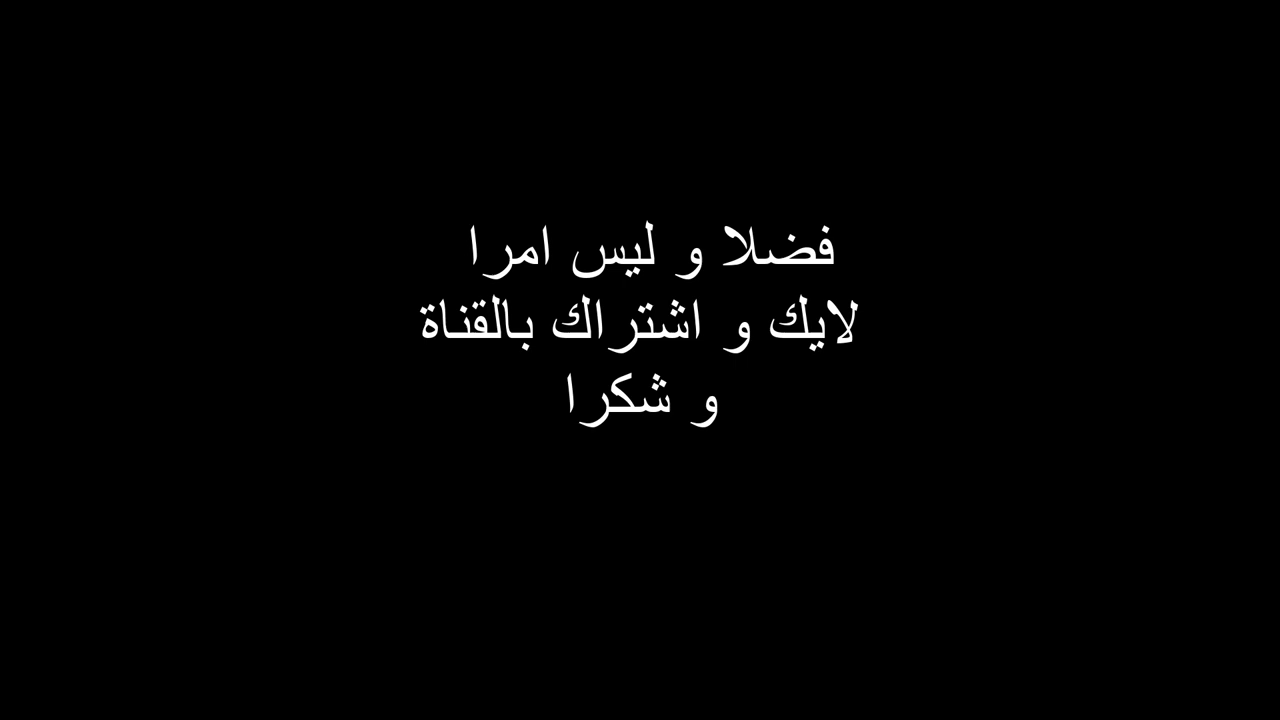 فضلا و ليس امرا
لايك و اشتراك بالقناة
و شكرا